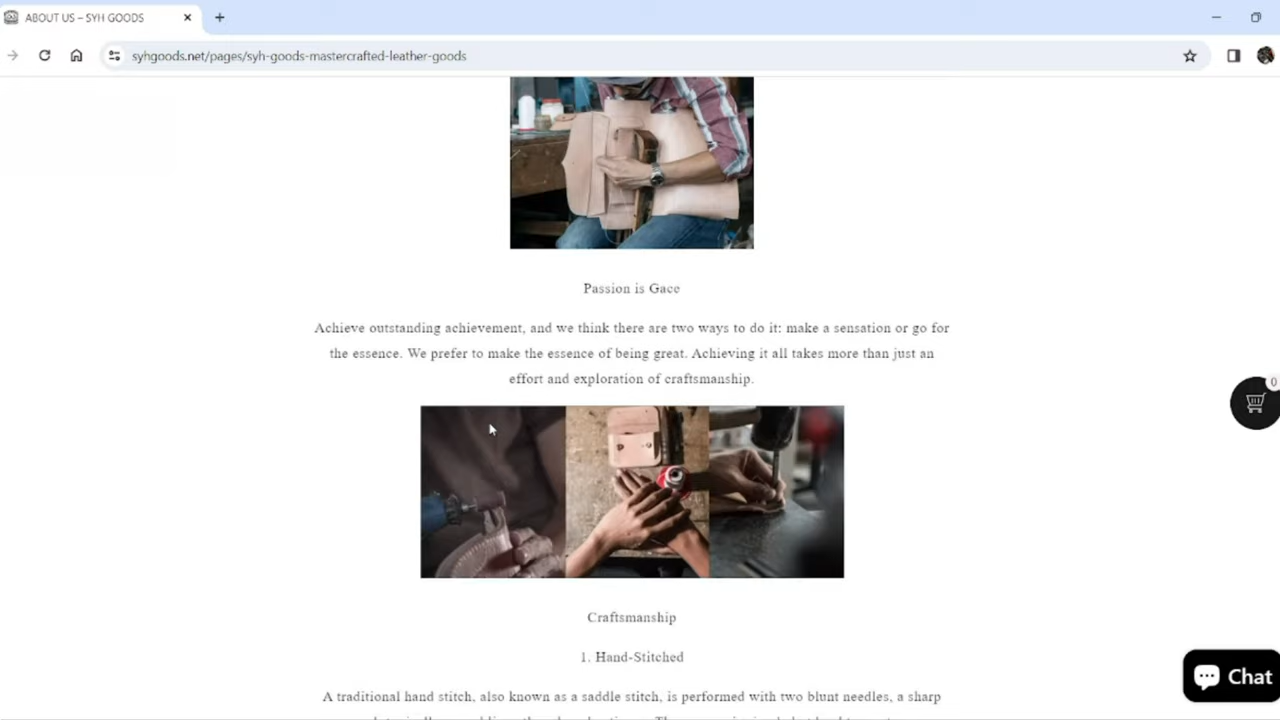 ABOUT US – SYH GOODS
syhgoods.net/pages/syh-goods-mastercrafted-leather-goods
Passion is Gace
Achieve outstanding achievement, and we think there are two ways to do it: make a sensation or go for
the essence. We prefer to make the essence of being great. Achieving it all takes more than just an
effort and exploration of craftsmanship.
0
Craftsmanship
1. Hand-Stitched
Chat
A traditional hand stitch, also known as a saddle stitch, is performed with two blunt needles, a sharp